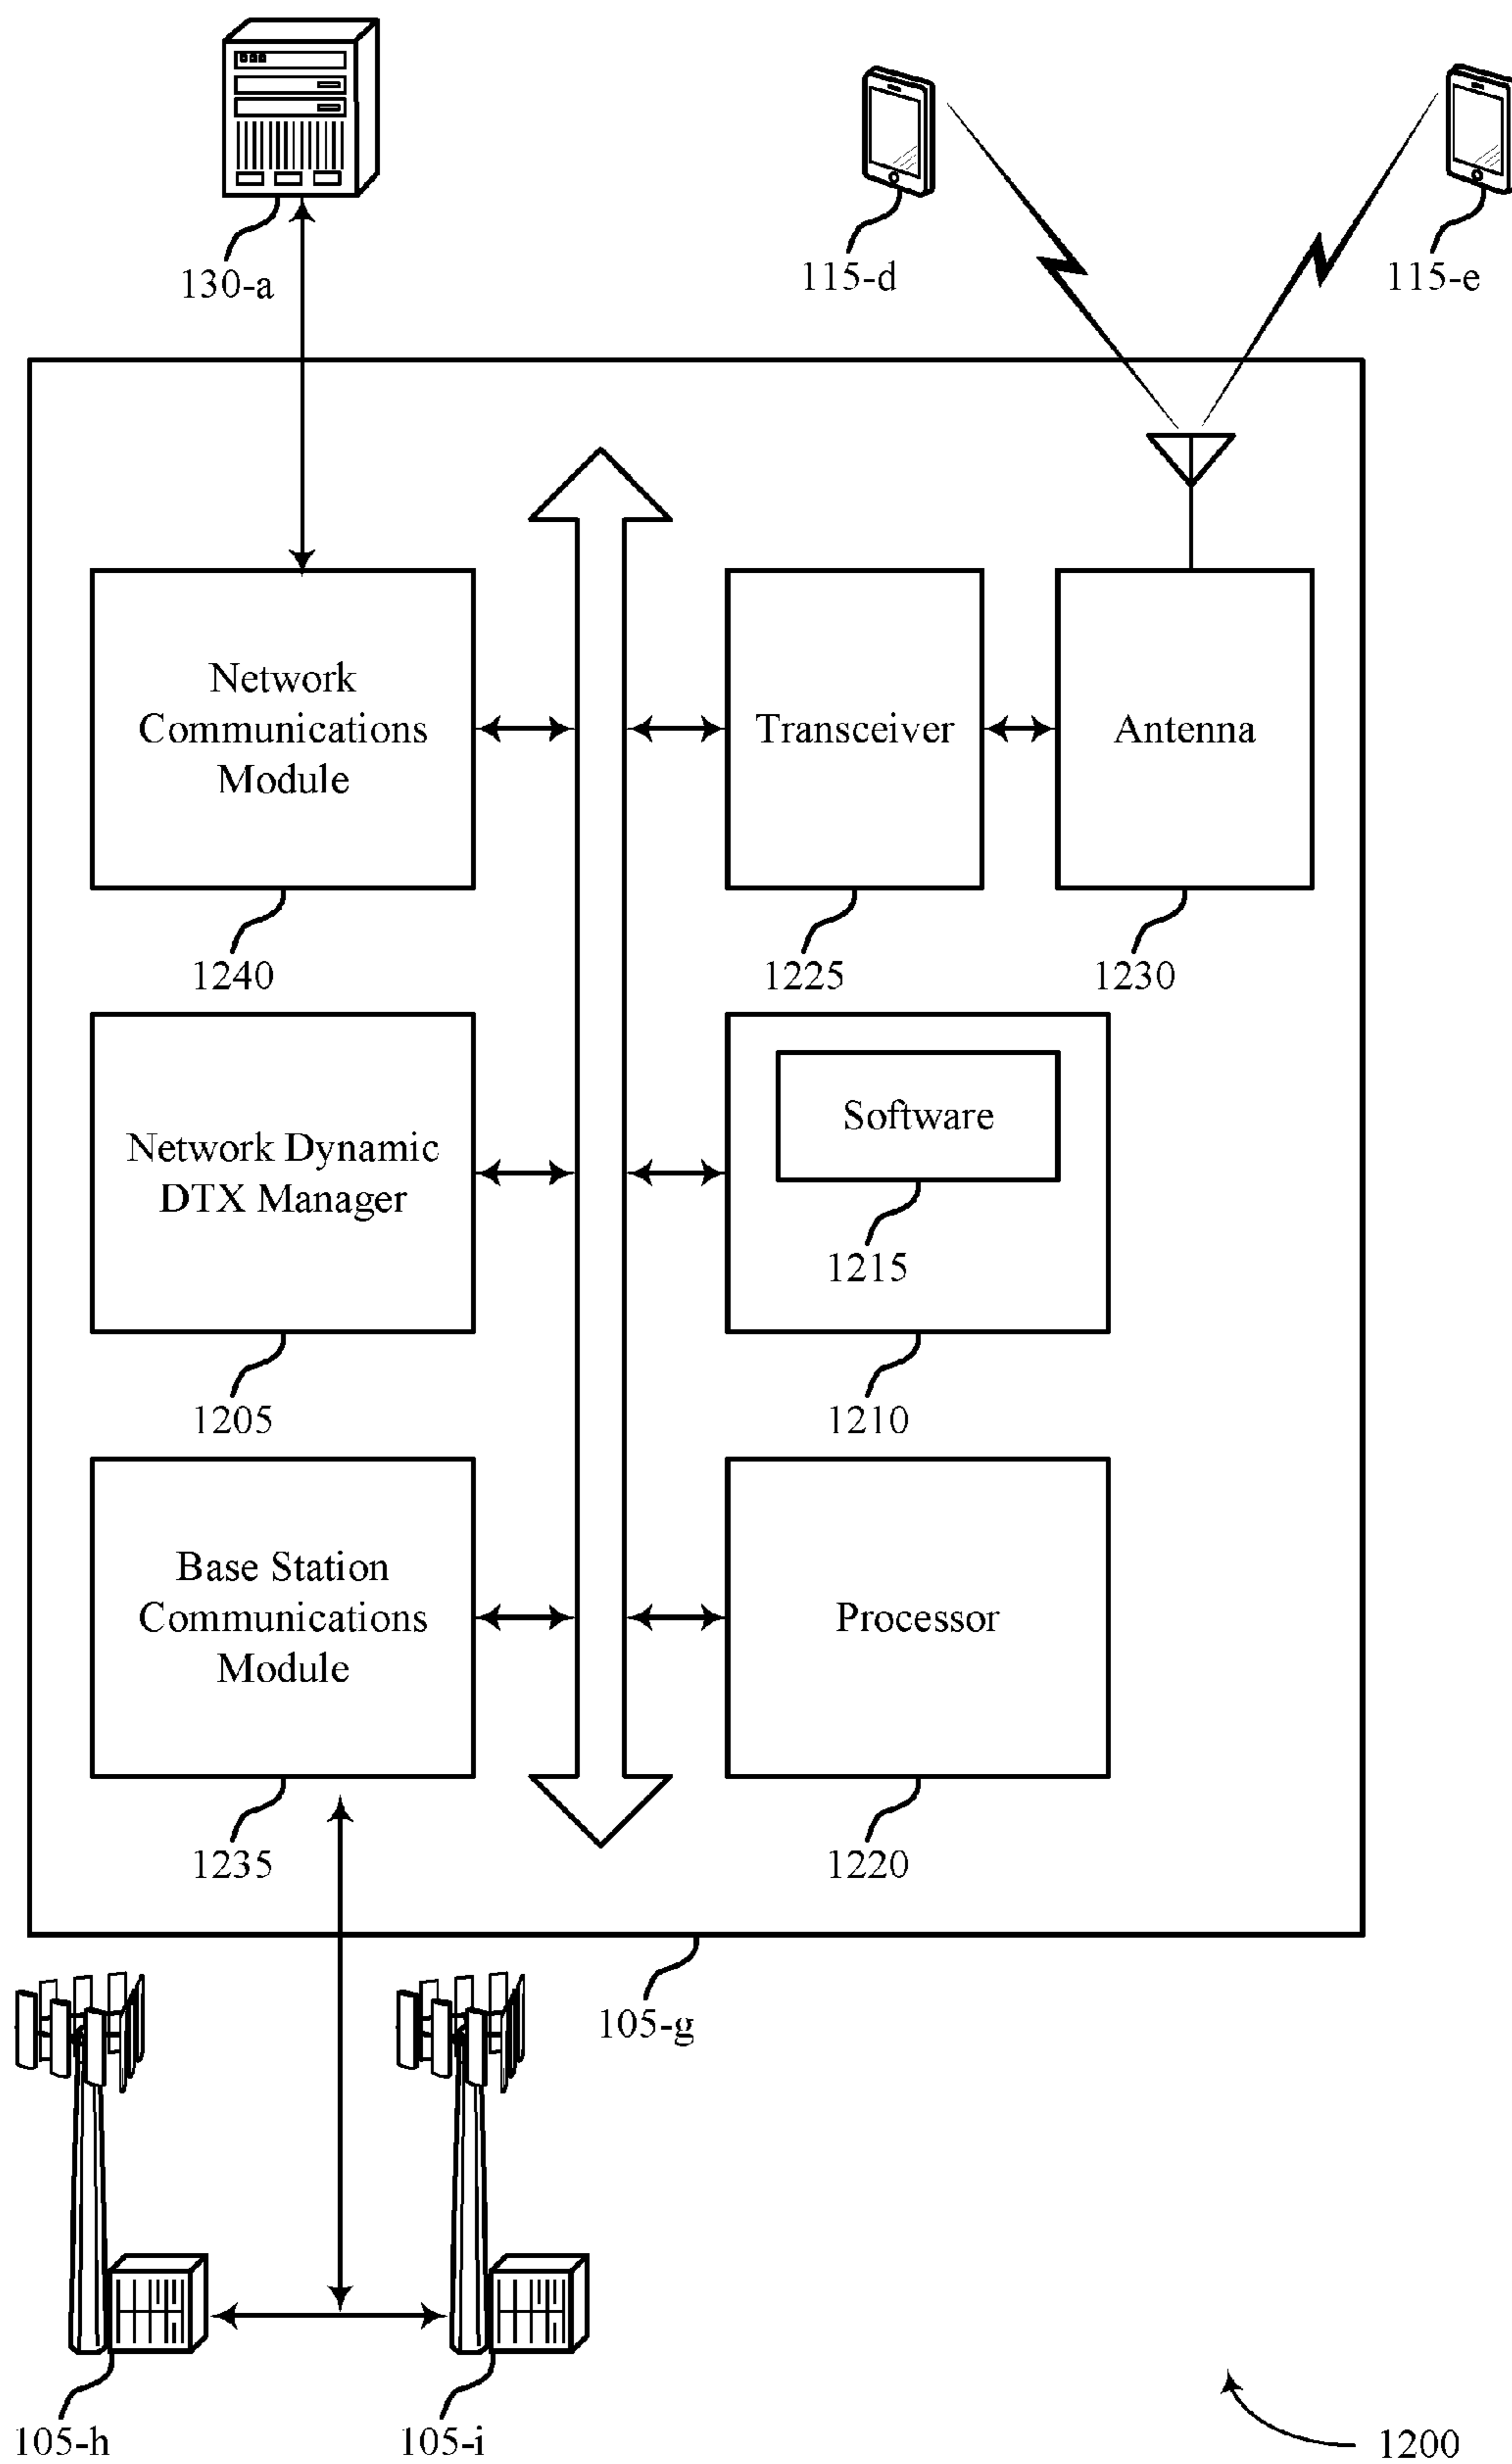 130-a
115-d
115-e
Network
Communications
Module
Transceiver
Antenna
1240
1225
1230
Network Dynamic
DTX Manager
Software
1215
1205
1210
Base Station
Communications
Module
Processor
1235
1220
105-g
105-h
105-i
1200